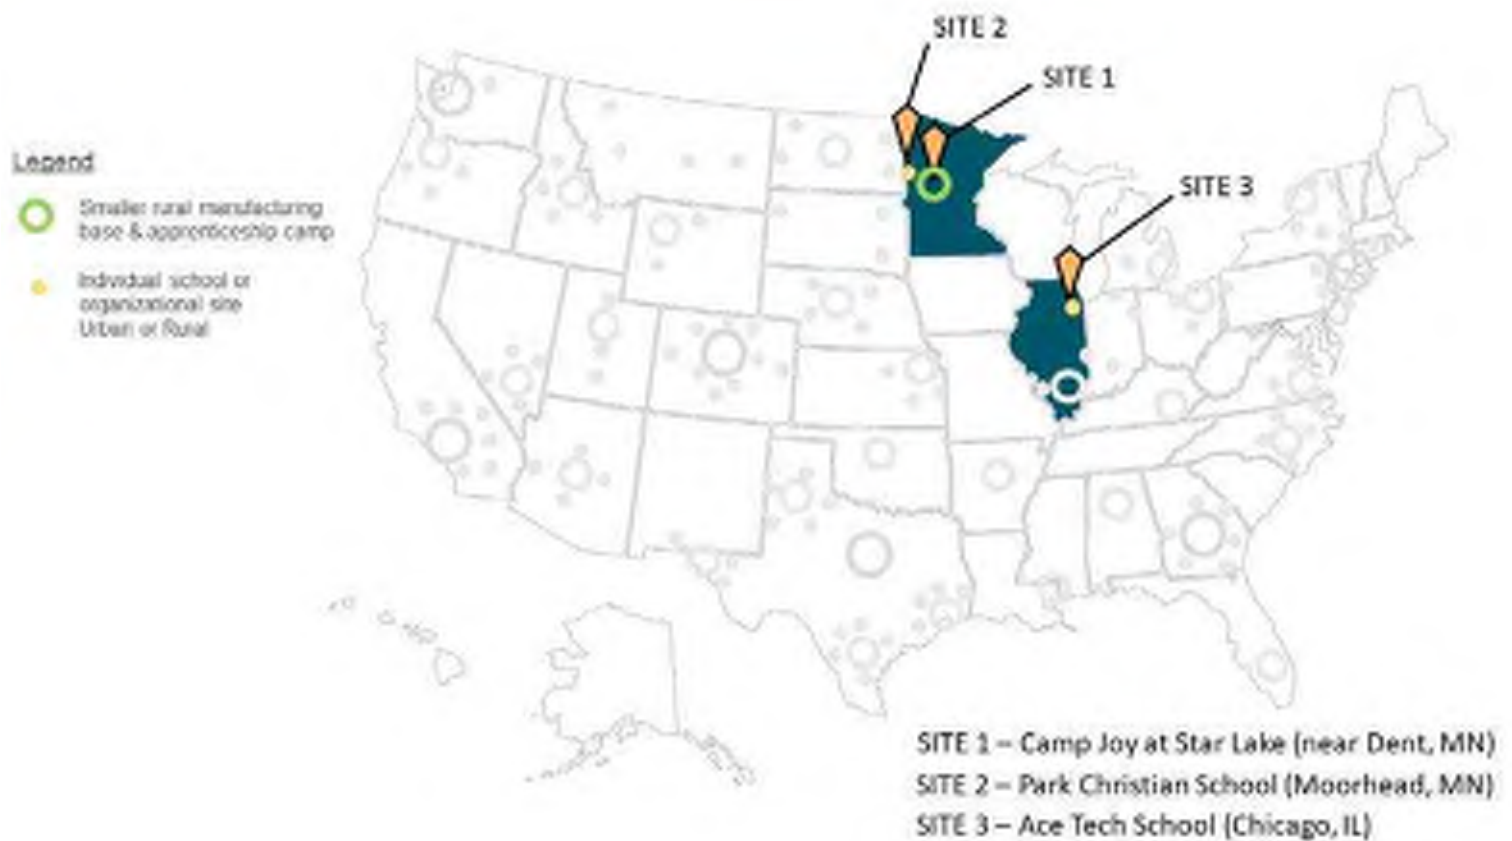 SITE 2
SITE 1
Legend
SITE 3
Smaller rural manufacturing
base & apprenticeship camp
Individual school or
organizational site
Urban or Rural
SITE 1 – Camp Joy at Star Lake (near Dent, MN)
SITE 2 – Park Christian School (Moorhead, MN)
SITE 3 – Ace Tech School (Chicago, IL)